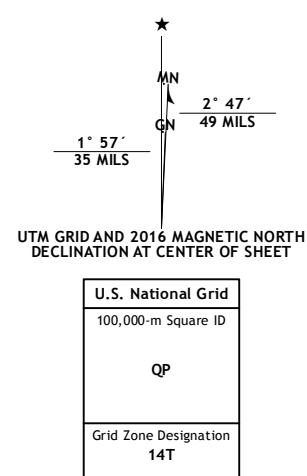 ★
MN
GN
2° 47´
49 MILS
1° 57´
35 MILS
UTM GRID AND 2016 MAGNETIC NORTH
DECLINATION AT CENTER OF SHEET
U.S. National Grid
100,000-m Square ID
QP
Grid Zone Designation
14T